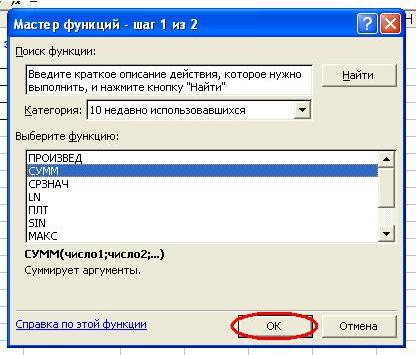 Мастер функций - шаг 1 из 2
Поиск функции:
Введите краткое описание действия, которое нужно
выполнить, и нажмите кнопку "Найти"
Найти
Категория: 10 недавно использовавшихся
Выберите функцию:
ПРОИЗВЕД
СУММ
СРЗНАЧ
LN
ПЛТ
SIN
МАКС
СУММ(число1;число2;...)
Суммирует аргументы.
Справка по этой функции
ОК
Отмена